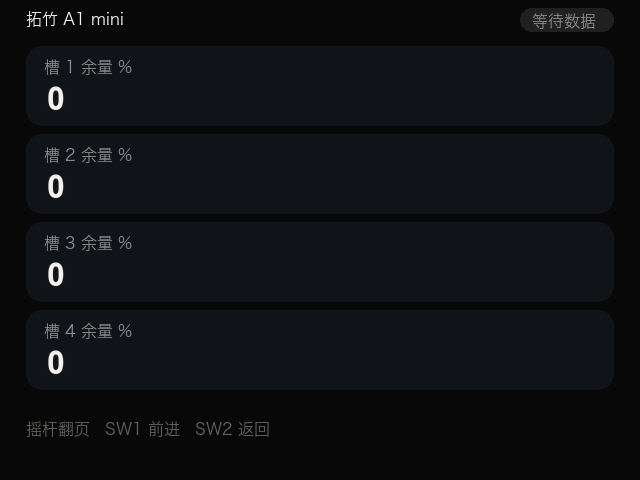 拓竹 A1 mini
等待数据
槽 1 余量 %
0
槽 2 余量 %
0
槽 3 余量 %
0
槽 4 余量 %
0
摇杆翻页 SW1 前进 SW2 返回